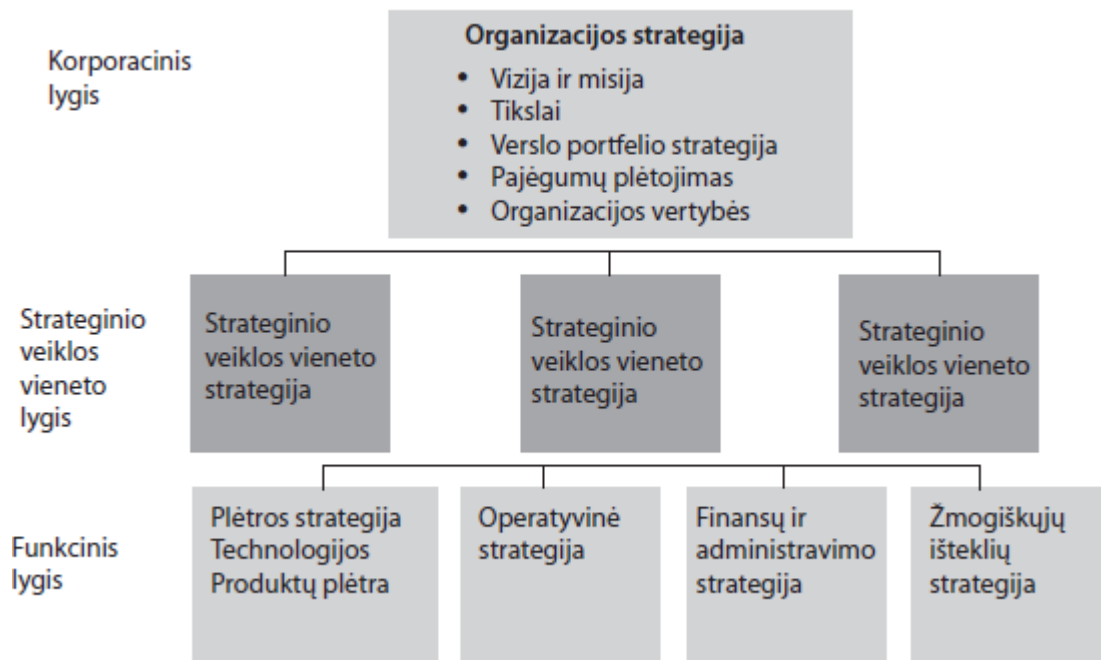 Korporacinis
lygis
Organizacijos strategija
• Vizija ir misija
• Tikslai
• Verslo portfelio strategija
• Pajėgumų plėtojimas
• Organizacijos vertybės
Strateginio
veiklos
vieneto
lygis
Strateginio
veiklos vieneto
strategija
Strateginio
veiklos vieneto
strategija
Strateginio
veiklos vieneto
strategija
Funkcinis
lygis
Plėtros strategija
Technologijos
Produktų plėtra
Operatyvinė
strategija
Finansų ir
administravimo
strategija
Žmogiškųjų
išteklių
strategija